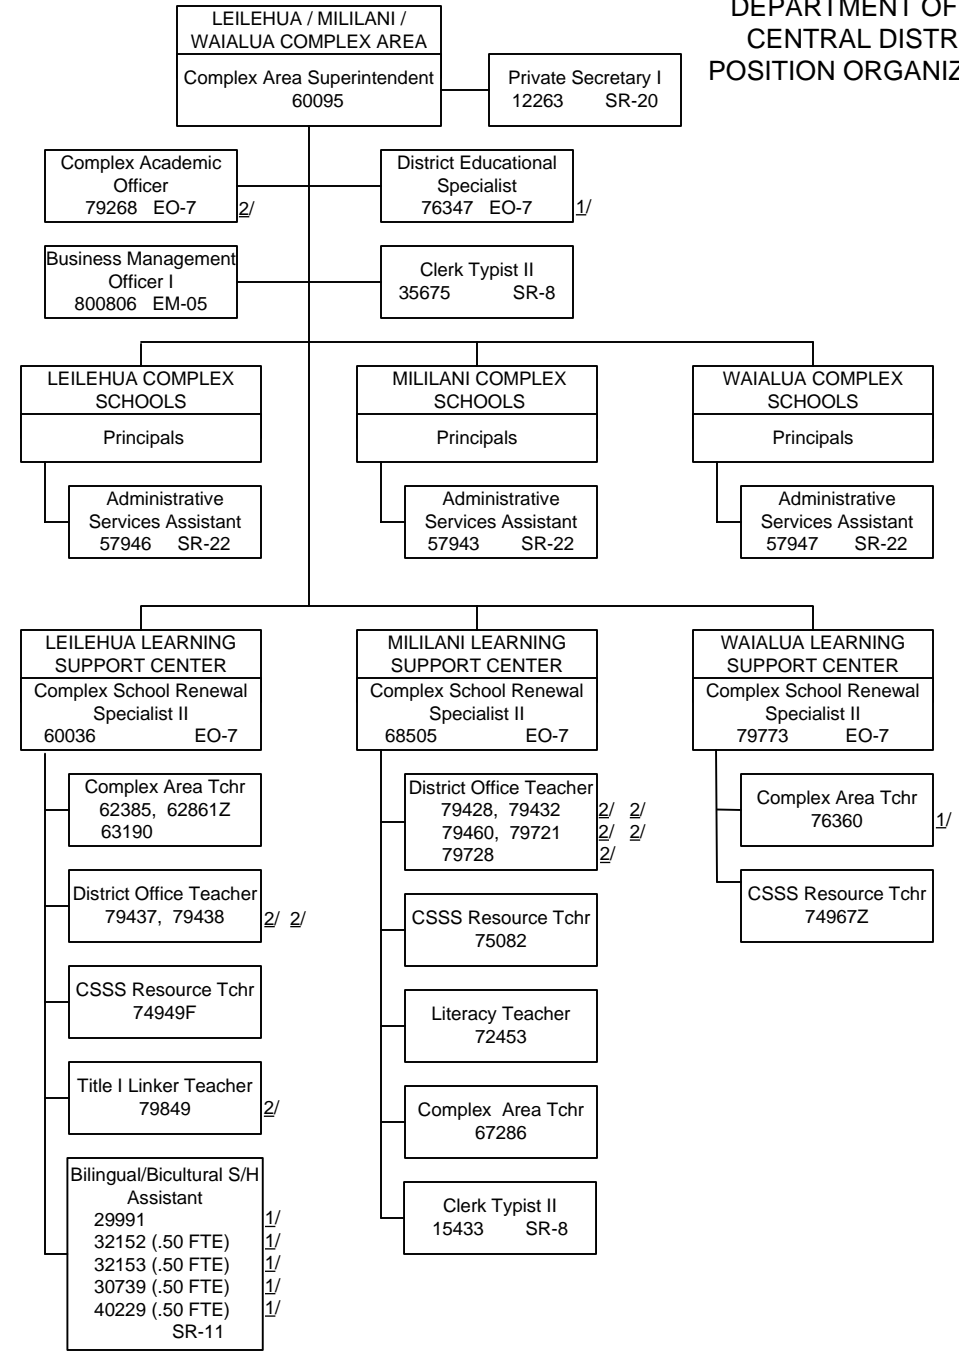 DEPARTMENT OF
CENTRAL DISTR
POSITION ORGANIZ
LEILEHUA / MILILANI /
WAIALUA COMPLEX AREA
Complex Area Superintendent
60095
Private Secretary I
12263 SR-20
Complex Academic
Officer
79268 EO-7 2/
District Educational
Specialist
76347 EO-7 1/
Business Management
Officer I
800806 EM-05
Clerk Typist II
35675 SR-8
LEILEHUA COMPLEX
SCHOOLS
Principals
Administrative
Services Assistant
57946 SR-22
MILILANI COMPLEX
SCHOOLS
Principals
Administrative
Services Assistant
57943 SR-22
WAIALUA COMPLEX
SCHOOLS
Principals
Administrative
Services Assistant
57947 SR-22
LEILEHUA LEARNING
SUPPORT CENTER
Complex School Renewal
Specialist II
60036 EO-7
Complex Area Tchr
62385, 62861Z
63190
District Office Teacher
79437, 79438 2/ 2/
CSSS Resource Tchr
74949F
Title I Linker Teacher
79849 2/
Bilingual/Bicultural S/H
Assistant
29991 1/
32152 (.50 FTE) 1/
32153 (.50 FTE) 1/
30739 (.50 FTE) 1/
40229 (.50 FTE) 1/
SR-11
MILILANI LEARNING
SUPPORT CENTER
Complex School Renewal
Specialist II
68505 EO-7
District Office Teacher
79428, 79432 2/ 2/
79460, 79721 2/ 2/
79728 2/
CSSS Resource Tchr
75082
Literacy Teacher
72453
Complex Area Tchr
67286
Clerk Typist II
15433 SR-8
WAIALUA LEARNING
SUPPORT CENTER
Complex School Renewal
Specialist II
79773 EO-7
Complex Area Tchr
76360 1/
CSSS Resource Tchr
74967Z